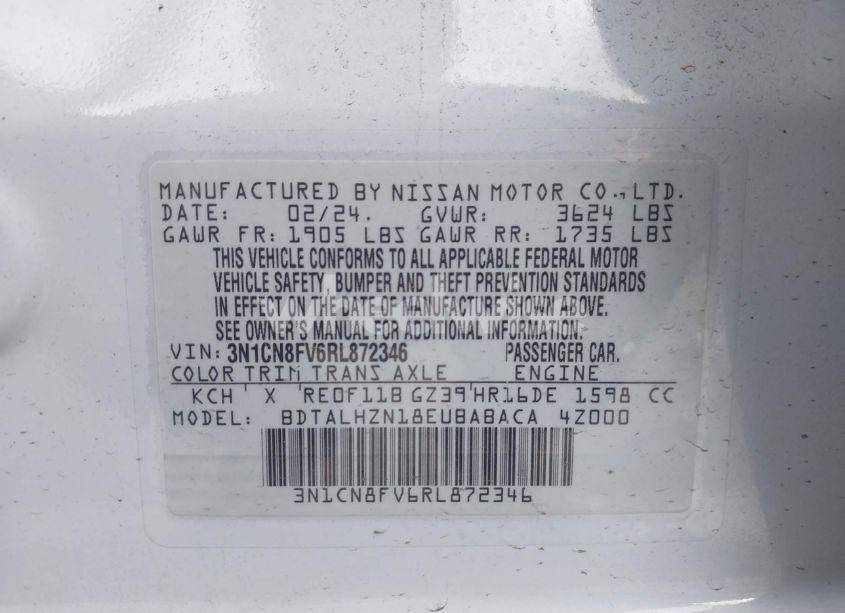 MANUFACTURED BY NISSAN MOTOR CO., LTD.
DATE: 02/24. GVWR: 3624 LBS
GAWR FR: 1905 LBS GAWR RR: 1735 LBS
THIS VEHICLE CONFORMS TO ALL APPLICABLE FEDERAL MOTOR
VEHICLE SAFETY, BUMPER AND THEFT PREVENTION STANDARDS
IN EFFECT ON THE DATE OF MANUFACTURE SHOWN ABOVE.
SEE OWNER'S MANUAL FOR ADDITIONAL INFORMATION.
VIN: 3N1CN8FV6RL872346 PASSENGER CAR.
COLOR TRIM TRANS AXLE ENGINE
KCH X RE0F11B GZ39 HR16DE 1598 CC
MODEL: BDTALHZN18EUBABACA 4Z000
3N1CN8FV6RL872346